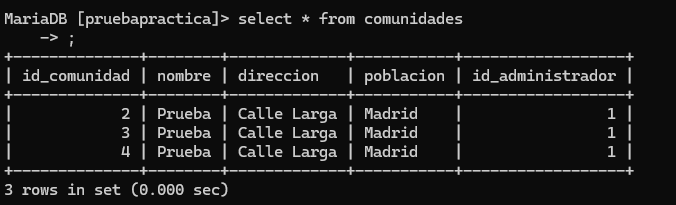 MariaDB [pruebapractica]> select * from comunidades
    -> ;
+--------------+--------+-------------+-----------+------------------+
| id_comunidad | nombre | direccion   | poblacion | id_administrador |
+--------------+--------+-------------+-----------+------------------+
|            2 | Prueba | Calle Larga | Madrid    |                1 |
|            3 | Prueba | Calle Larga | Madrid    |                1 |
|            4 | Prueba | Calle Larga | Madrid    |                1 |
+--------------+--------+-------------+-----------+------------------+
3 rows in set (0.000 sec)